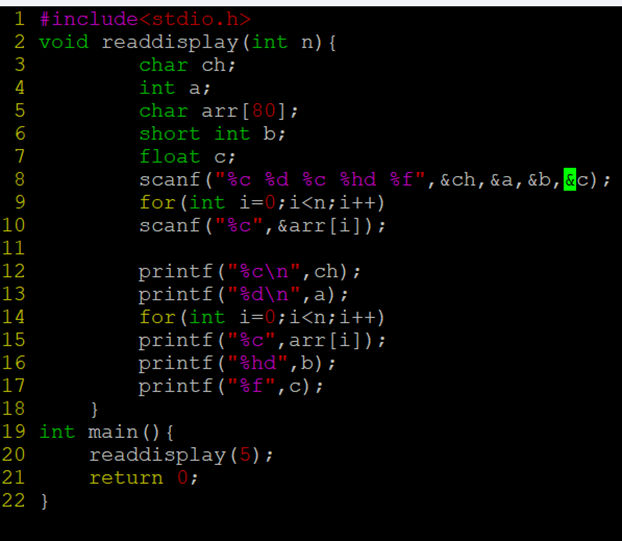 1 #include<stdio.h>
2 void readdisplay(int n){
3         char ch;
4         int a;
5         char arr[80];
6         short int b;
7         float c;
8         scanf("%c %d %c %hd %f",&ch,&a,&b,&c);
9         for(int i=0;i<n;i++)
10         scanf("%c",&arr[i]);
11
12         printf("%c\n",ch);
13         printf("%d\n",a);
14         for(int i=0;i<n;i++)
15         printf("%c",arr[i]);
16         printf("%hd",b);
17         printf("%f",c);
18     }
19 int main(){
20     readdisplay(5);
21     return 0;
22 }